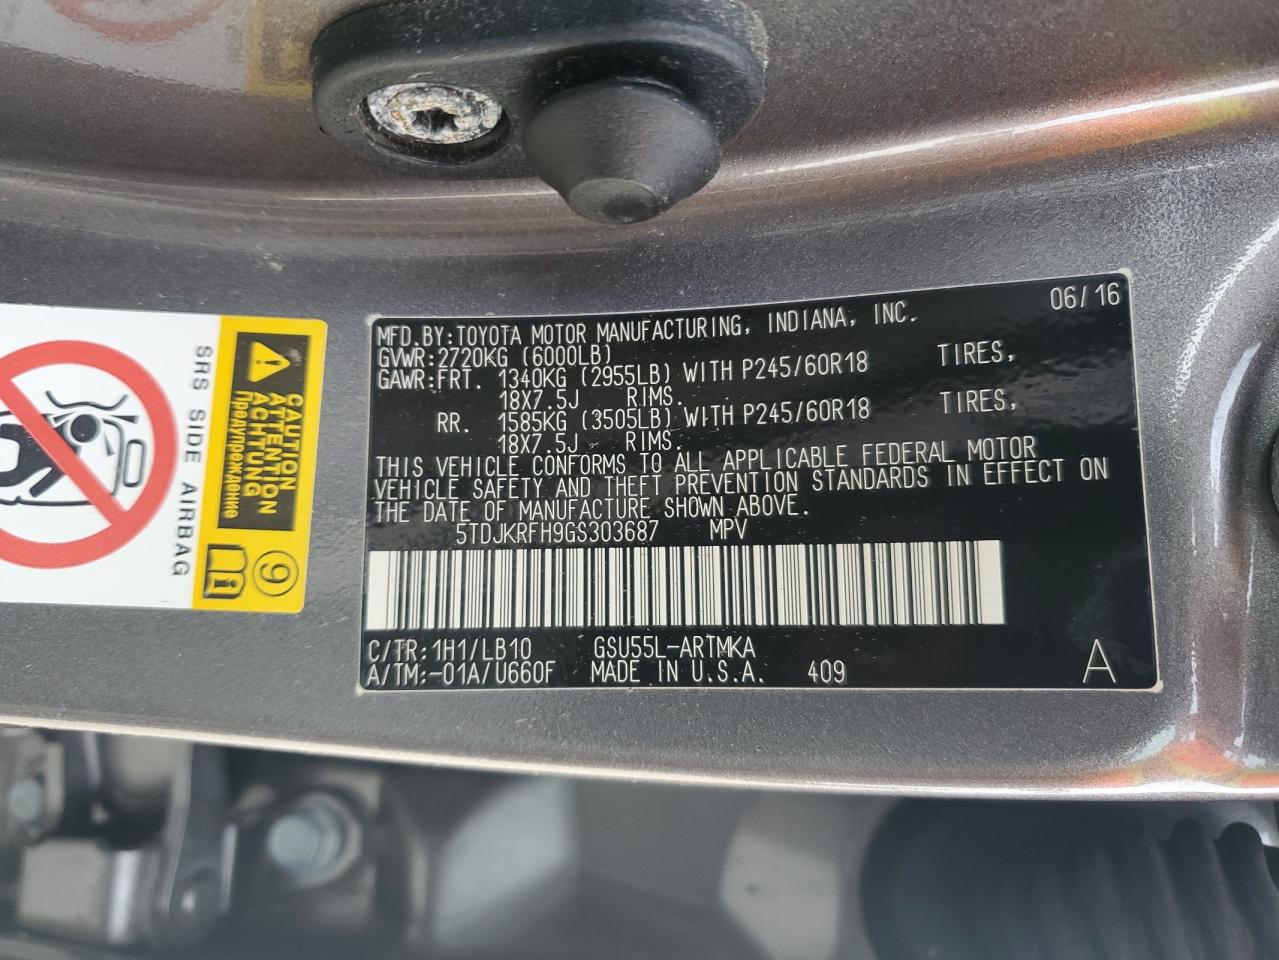 06/16
MFD.BY:TOYOTA MOTOR MANUFACTURING, INDIANA, INC.
GVWR:2720KG (6000LB)
GAWR:FRT. 1340KG (2955LB) WITH P245/60R18 TIRES,
18X7.5J RIMS.
RR. 1585KG (3505LB) WITH P245/60R18 TIRES,
18X7.5J RIMS.
THIS VEHICLE CONFORMS TO ALL APPLICABLE FEDERAL MOTOR
VEHICLE SAFETY AND THEFT PREVENTION STANDARDS IN EFFECT ON
THE DATE OF MANUFACTURE SHOWN ABOVE.
5TDJKRFH9GS303687 MPV
C/TR:1H1/LB10 GSU55L-ARTMKA
A/TM:-01A/U660F MADE IN U.S.A. 409 A
CAUTION
ATTENTION
ACHTUNG
Предупреждение
9
SRS SIDE AIRBAG